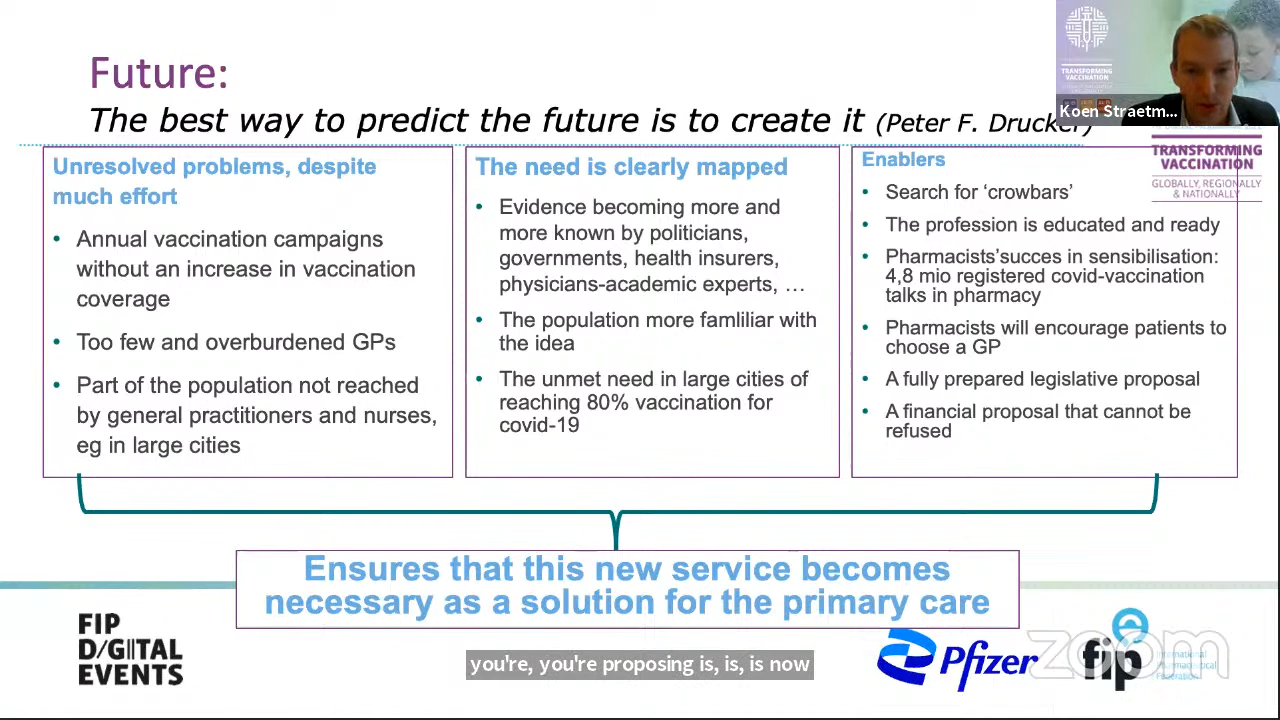 Future:
The best way to predict the future is to create it (Peter F. Drucker)
TRANSFORMING
VACCINATION
Koen Straetm...
TRANSFORMING
VACCINATION
GLOBALLY, REGIONALLY
& NATIONALLY
Unresolved problems, despite
much effort
• Annual vaccination campaigns
without an increase in vaccination
coverage
• Too few and overburdened GPs
• Part of the population not reached
by general practitioners and nurses,
eg in large cities
The need is clearly mapped
• Evidence becoming more and
more known by politicians,
governments, health insurers,
physicians-academic experts, …
• The population more famliliar with
the idea
• The unmet need in large cities of
reaching 80% vaccination for
covid-19
Enablers
• Search for ‘crowbars’
• The profession is educated and ready
• Pharmacists’succes in sensibilisation:
4,8 mio registered covid-vaccination
talks in pharmacy
• Pharmacists will encourage patients to
choose a GP
• A fully prepared legislative proposal
• A financial proposal that cannot be
refused
Ensures that this new service becomes
necessary as a solution for the primary care
FIP
DIGITAL
EVENTS
you're, you're proposing is, is, is now
Pfizer
fip
International
Pharmaceutical
Federation
zoom